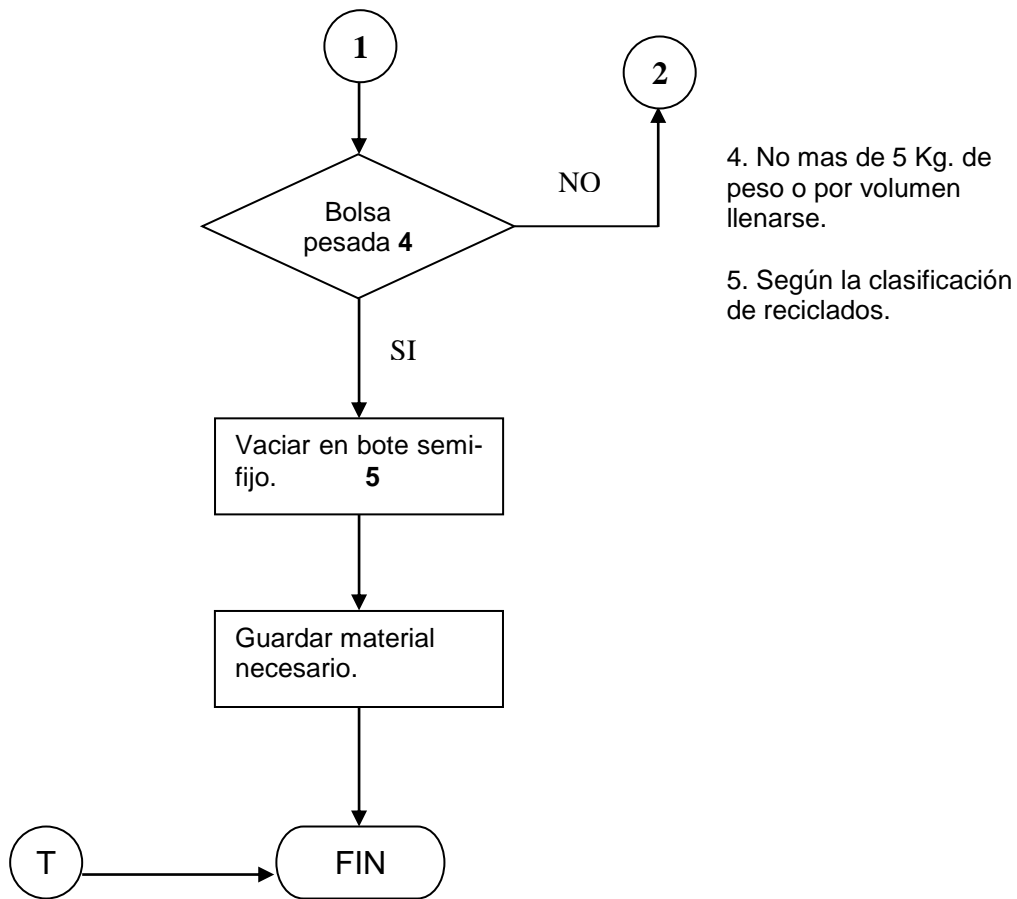 1
2
NO
4. No mas de 5 Kg. de
peso o por volumen
llenarse.
Bolsa
pesada 4
5. Según la clasificación
de reciclados.
SI
Vaciar en bote semi-
fijo. 5
Guardar material
necesario.
T
FIN